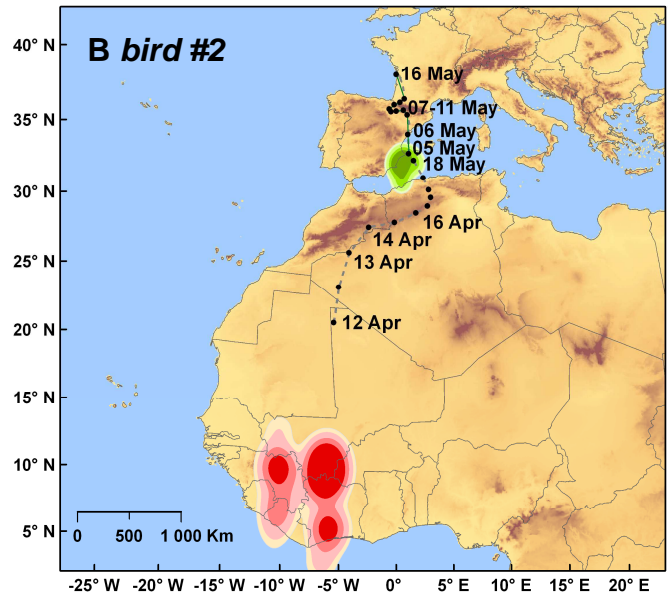 B bird #2
40° N
35° N
30° N
25° N
20° N
15° N
10° N
5° N
16 May
07-11 May
06 May
05 May
18 May
16 Apr
14 Apr
13 Apr
12 Apr
0 500 1 000 Km
-25° W -20° W -15° W -10° W -5° W 0° 5° E 10° E 15° E 20° E